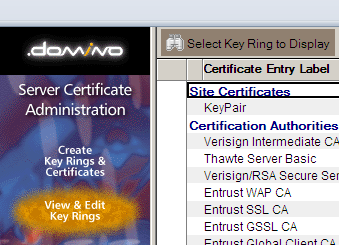 .domino
Server Certificate
Administration
Create
Key Rings &
Certificates
View & Edit
Key Rings
Select Key Ring to Display
Certificate Entry Label
Site Certificates
KeyPair
Certification Authorities
Verisign Intermediate CA
Thawte Server Basic
Verisign/RSA Secure Ser
Entrust WAP CA
Entrust SSL CA
Entrust GSSL CA
Entrust Global Client CA